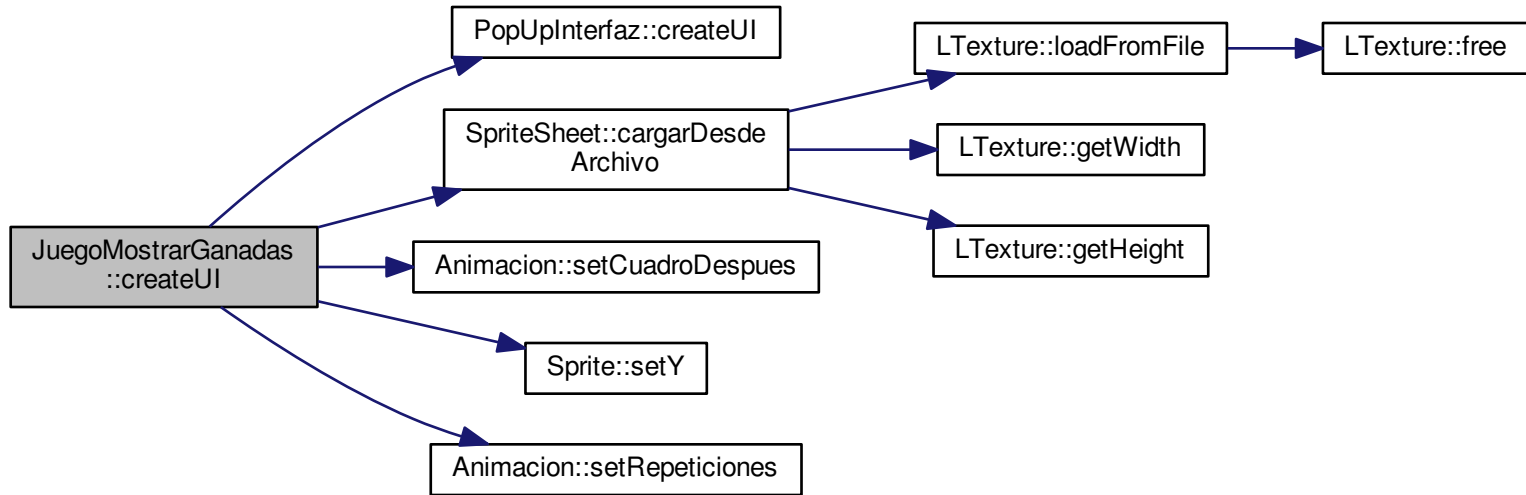 PopUpInterfaz::createUI
LTexture::loadFromFile
LTexture::free
SpriteSheet::cargarDesde
Archivo
LTexture::getWidth
LTexture::getHeight
JuegoMostrarGanadas
::createUI
Animacion::setCuadroDespues
Sprite::setY
Animacion::setRepeticiones